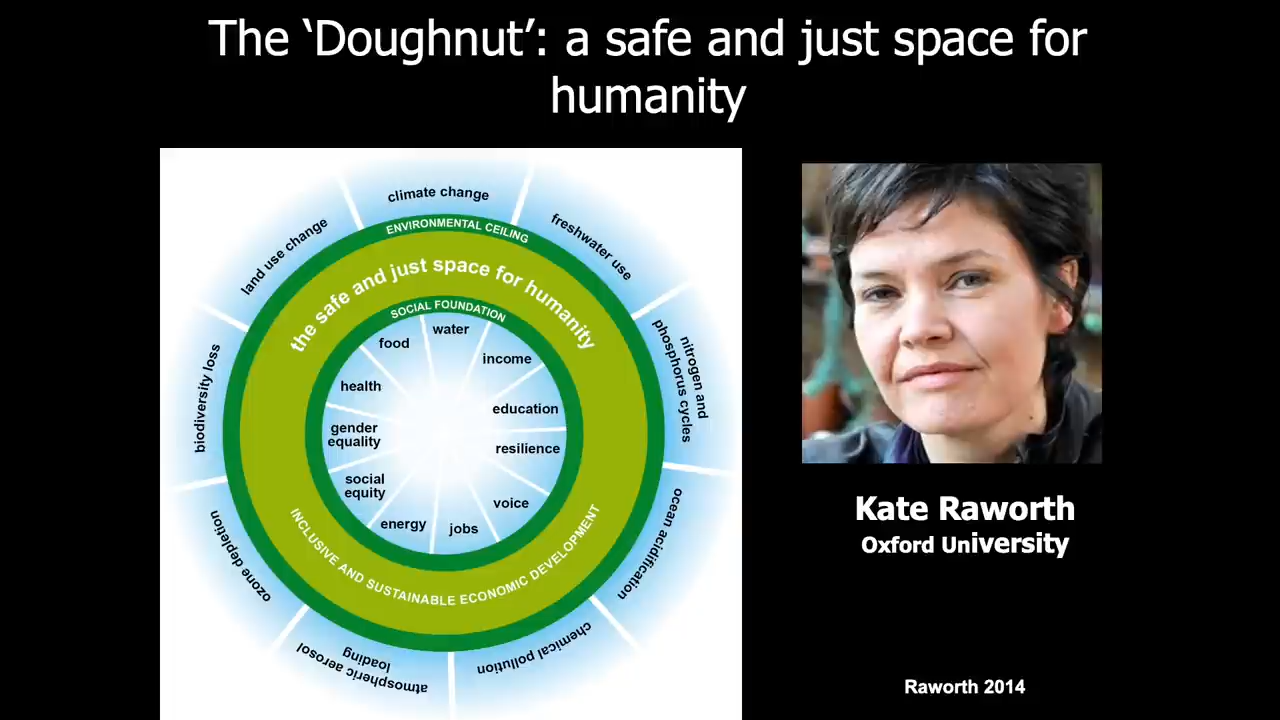 The ‘Doughnut’: a safe and just space for
humanity
climate change
freshwater use
nitrogen and
phosphorus cycles
ocean acidification
chemical pollution
atmospheric aerosol
loading
ozone depletion
biodiversity loss
land use change
ENVIRONMENTAL CEILING
the safe and just space for humanity
SOCIAL FOUNDATION
water
income
education
resilience
voice
jobs
energy
social
equity
gender
equality
health
food
INCLUSIVE AND SUSTAINABLE ECONOMIC DEVELOPMENT
Kate Raworth
Oxford University
Raworth 2014